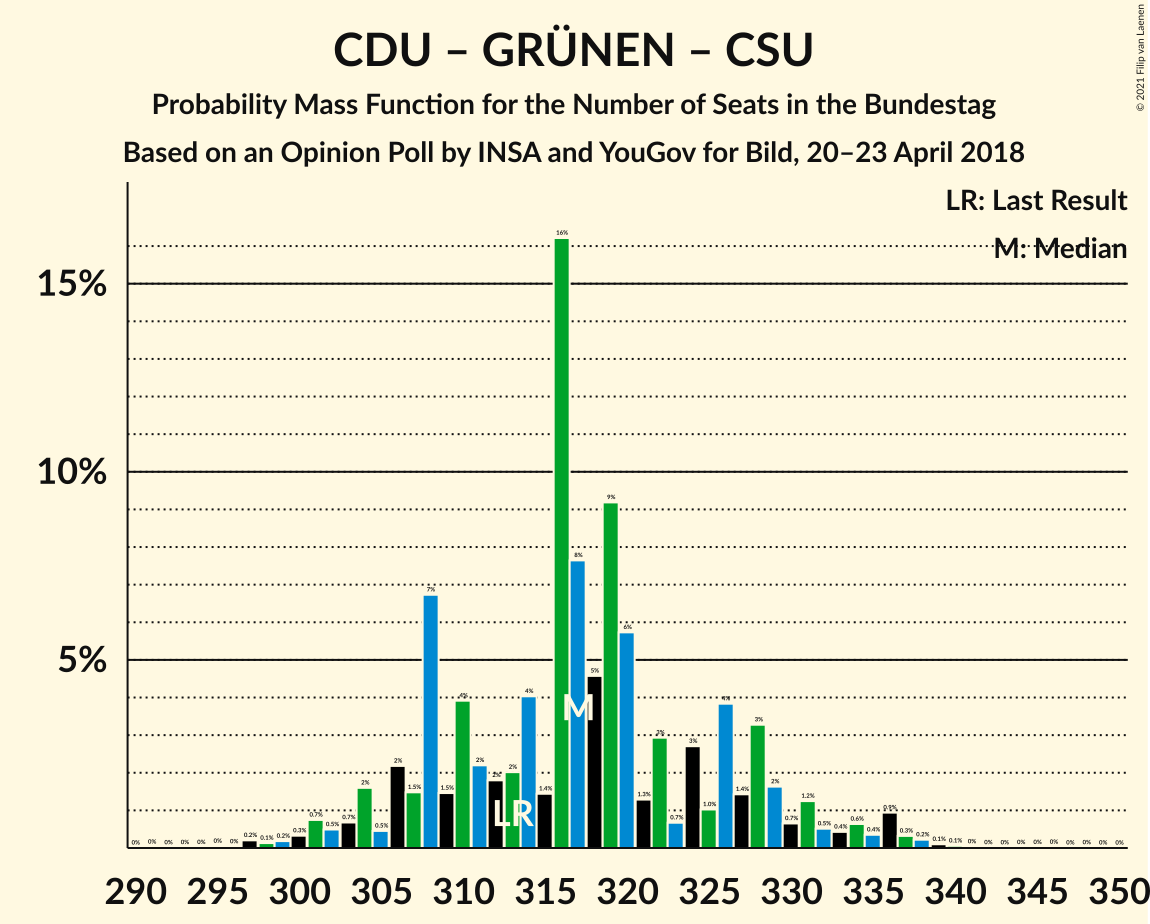 CDU – GRÜNEN – CSU
Probability Mass Function for the Number of Seats in the Bundestag
Based on an Opinion Poll by INSA and YouGov for Bild, 20–23 April 2018
© 2021 Filip van Laenen
LR: Last Result
M: Median
15%
10%
5%
0% 0% 0% 0% 0% 0% 0% 0.2% 0.1% 0.2% 0.3% 0.7% 0.5% 0.7% 2% 0.5% 2% 1.5% 7% 1.5% 4% 2% 2% 2% 4% 1.4% 16% 8% 5% 9% 6% 1.3% 3% 0.7% 3% 1.0% 4% 1.4% 3% 2% 0.7% 1.2% 0.5% 0.4% 0.6% 0.4% 0.9% 0.3% 0.2% 0.1% 0.1% 0% 0% 0% 0% 0% 0% 0% 0% 0% 0%
M
LR
290 295 300 305 310 315 320 325 330 335 340 345 350